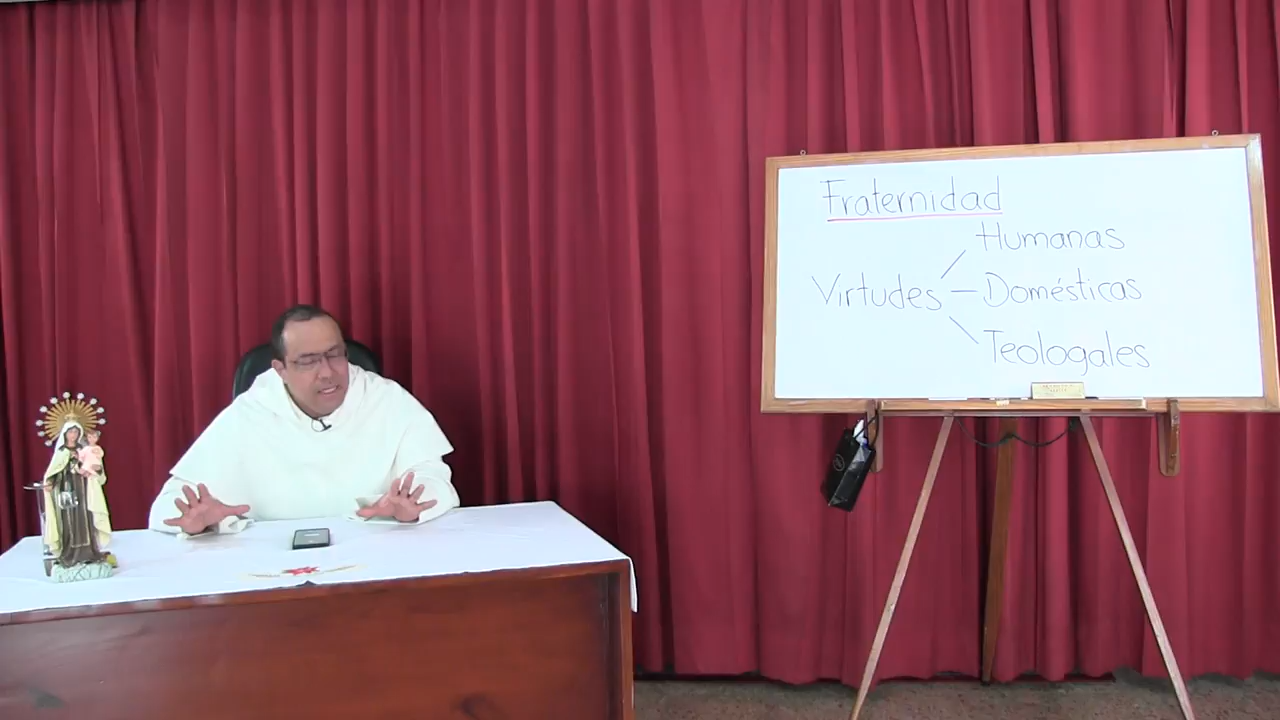 Fraternidad
Humanas
Virtudes — Domésticas
Teologales